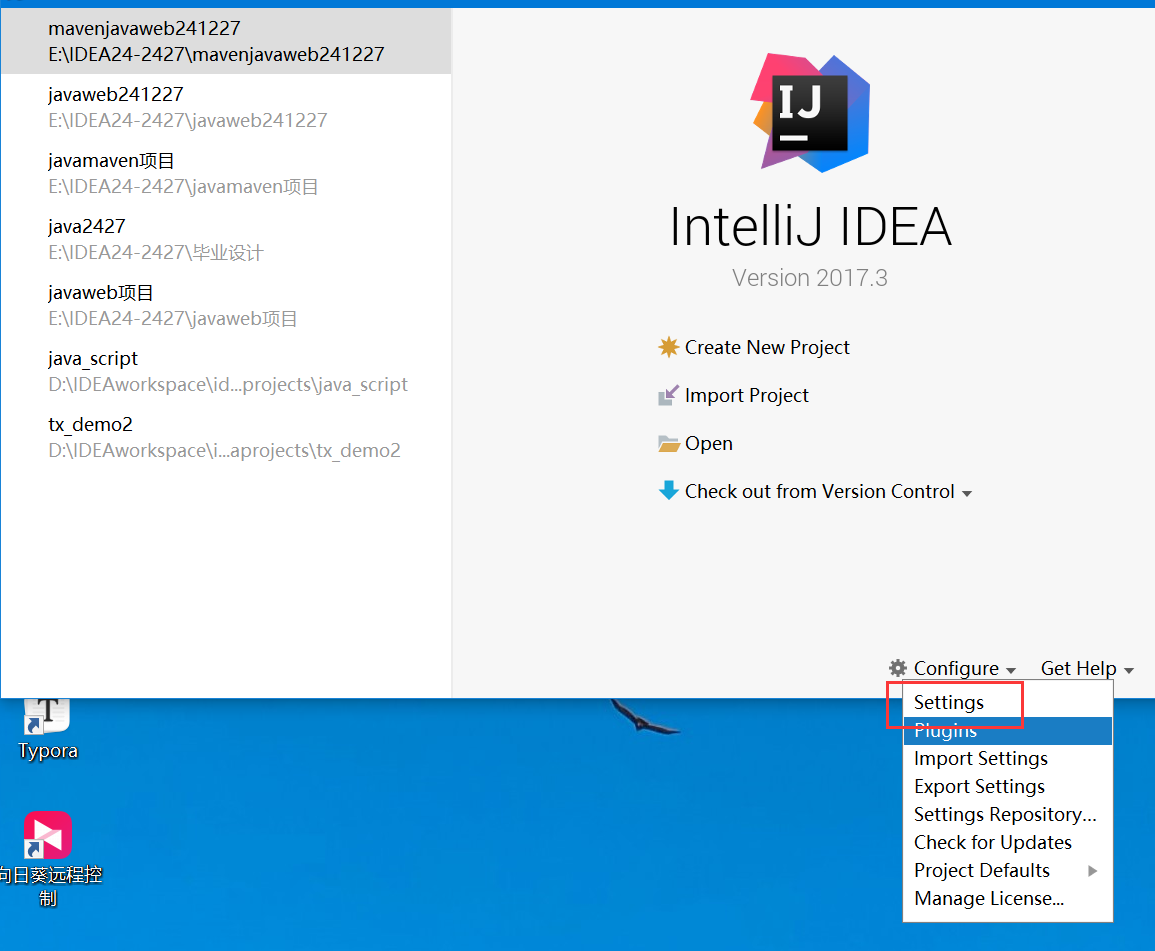 mavenjavaweb241227
E:\IDEA24-2427\mavenjavaweb241227
javaweb241227
E:\IDEA24-2427\javaweb241227
javamaven项目
E:\IDEA24-2427\javamaven项目
java2427
E:\IDEA24-2427\毕业设计
javaweb项目
E:\IDEA24-2427\javaweb项目
java_script
D:\IDEAworkspace\id...projects\java_script
tx_demo2
D:\IDEAworkspace\i...aprojects\tx_demo2
IJ
IntelliJ IDEA
Version 2017.3
Create New Project
Import Project
Open
Check out from Version Control
Configure
Get Help
Settings
Plugins
Import Settings
Export Settings
Settings Repository...
Check for Updates
Project Defaults
Manage License...
T
Typora
向日葵远程控
制